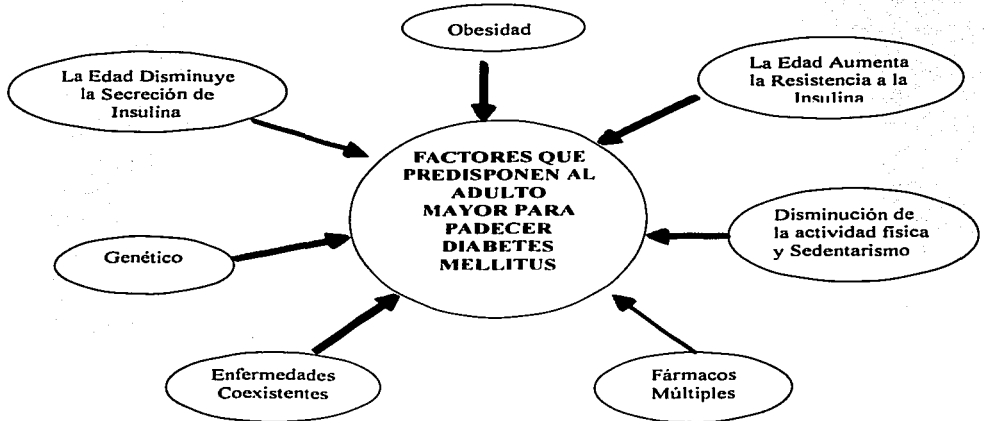 Obesidad
La Edad Disminuye
la Secreción de
Insulina
La Edad Aumenta
la Resistencia a la
Insulina
FACTORES QUE
PREDISPONEN AL
ADULTO
MAYOR PARA
PADECER
DIABETES
MELLITUS
Genético
Disminución de
la actividad física
y Sedentarismo
Enfermedades
Coexistentes
Fármacos
Múltiples